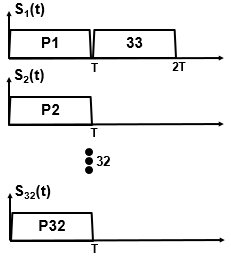 S1(t)
P1 33
T 2T
S2(t)
P2
T
32
S32(t)
P32
T